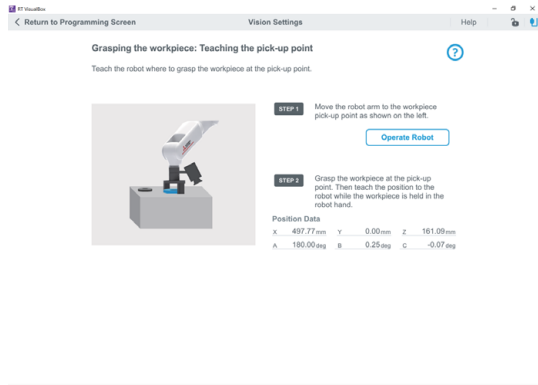 RT VisualBox
Return to Programming Screen
Vision Settings
Help
Grasping the workpiece: Teaching the pick-up point
Teach the robot where to grasp the workpiece at the pick-up point.
STEP 1
Move the robot arm to the workpiece
pick-up point as shown on the left.
Operate Robot
STEP 2
Grasp the workpiece at the pick-up
point. Then teach the position to the
robot while the workpiece is held in the
robot hand.
Position Data
X 497.77 mm Y 0.00 mm Z 161.09 mm
A 180.00 deg B 0.25 deg C -0.07 deg